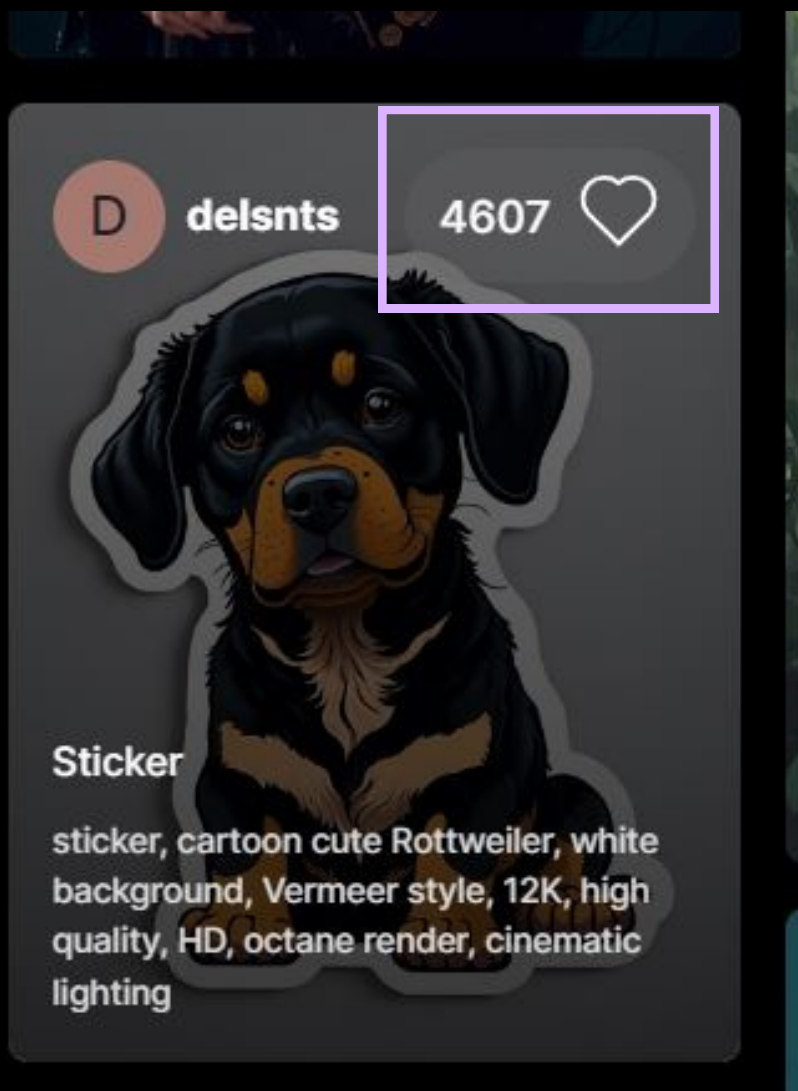 D delsnts 4607
Sticker
sticker, cartoon cute Rottweiler, white
background, Vermeer style, 12K, high
quality, HD, octane render, cinematic
lighting